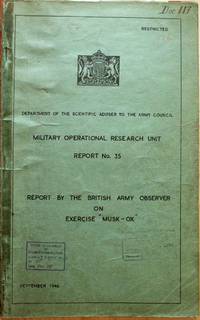 Doc 117
RESTRICTED
DEPARTMENT OF THE SCIENTIFIC ADVISER TO THE ARMY COUNCIL
MILITARY OPERATIONAL RESEARCH UNIT
REPORT No. 35
REPORT BY THE BRITISH ARMY OBSERVER
ON
EXERCISE "MUSK-OX"
SEPTEMBER 1946